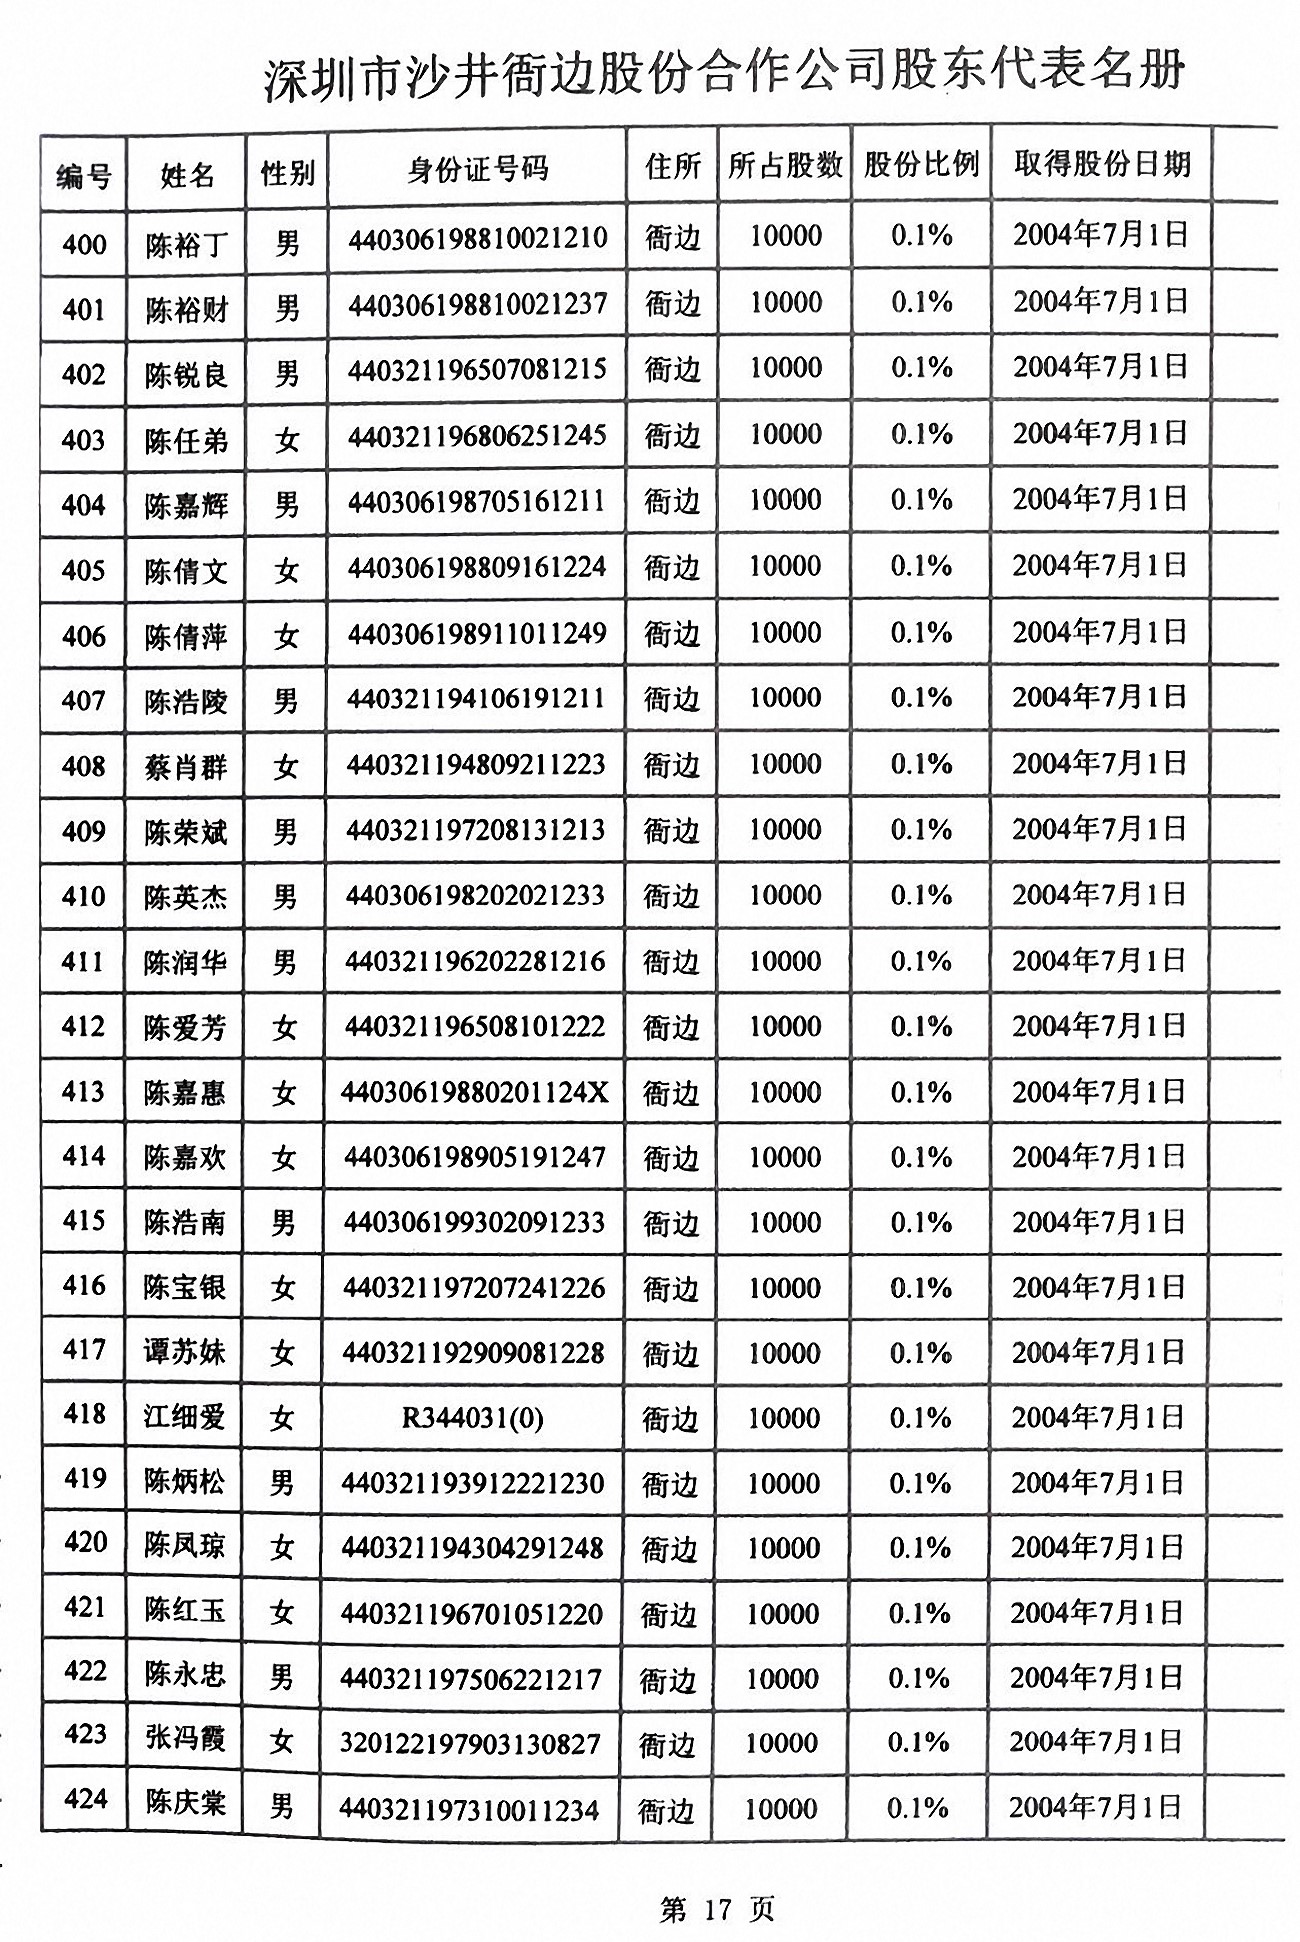 深圳市沙井衙边股份合作公司股东代表名册
编号 姓名 性别 身份证号码 住所 所占股数 股份比例 取得股份日期
400 陈裕丁 男 440306198810021210 衙边 10000 0.1% 2004年7月1日
401 陈裕财 男 440306198810021237 衙边 10000 0.1% 2004年7月1日
402 陈锐良 男 440321196507081215 衙边 10000 0.1% 2004年7月1日
403 陈任弟 女 440321196806251245 衙边 10000 0.1% 2004年7月1日
404 陈嘉辉 男 440306198705161211 衙边 10000 0.1% 2004年7月1日
405 陈倩文 女 440306198809161224 衙边 10000 0.1% 2004年7月1日
406 陈倩萍 女 440306198911011249 衙边 10000 0.1% 2004年7月1日
407 陈浩陵 男 440321194106191211 衙边 10000 0.1% 2004年7月1日
408 蔡肖群 女 440321194809211223 衙边 10000 0.1% 2004年7月1日
409 陈荣斌 男 440321197208131213 衙边 10000 0.1% 2004年7月1日
410 陈英杰 男 440306198202021233 衙边 10000 0.1% 2004年7月1日
411 陈润华 男 440321196202281216 衙边 10000 0.1% 2004年7月1日
412 陈爱芳 女 440321196508101222 衙边 10000 0.1% 2004年7月1日
413 陈嘉惠 女 44030619880201124X 衙边 10000 0.1% 2004年7月1日
414 陈嘉欢 女 440306198905191247 衙边 10000 0.1% 2004年7月1日
415 陈浩南 男 440306199302091233 衙边 10000 0.1% 2004年7月1日
416 陈宝银 女 440321197207241226 衙边 10000 0.1% 2004年7月1日
417 谭苏妹 女 440321192909081228 衙边 10000 0.1% 2004年7月1日
418 江细爱 女 R344031(0) 衙边 10000 0.1% 2004年7月1日
419 陈炳松 男 440321193912221230 衙边 10000 0.1% 2004年7月1日
420 陈凤琼 女 440321194304291248 衙边 10000 0.1% 2004年7月1日
421 陈红玉 女 440321196701051220 衙边 10000 0.1% 2004年7月1日
422 陈永忠 男 440321197506221217 衙边 10000 0.1% 2004年7月1日
423 张冯霞 女 320122197903130827 衙边 10000 0.1% 2004年7月1日
424 陈庆棠 男 440321197310011234 衙边 10000 0.1% 2004年7月1日
第 17 页